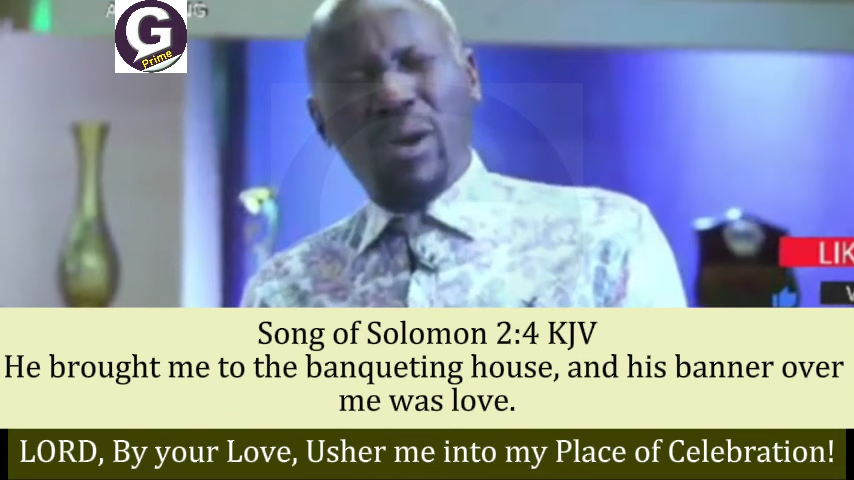 G
Prime
LIK
Song of Solomon 2:4 KJV
He brought me to the banqueting house, and his banner over
me was love.
LORD, By your Love, Usher me into my Place of Celebration!